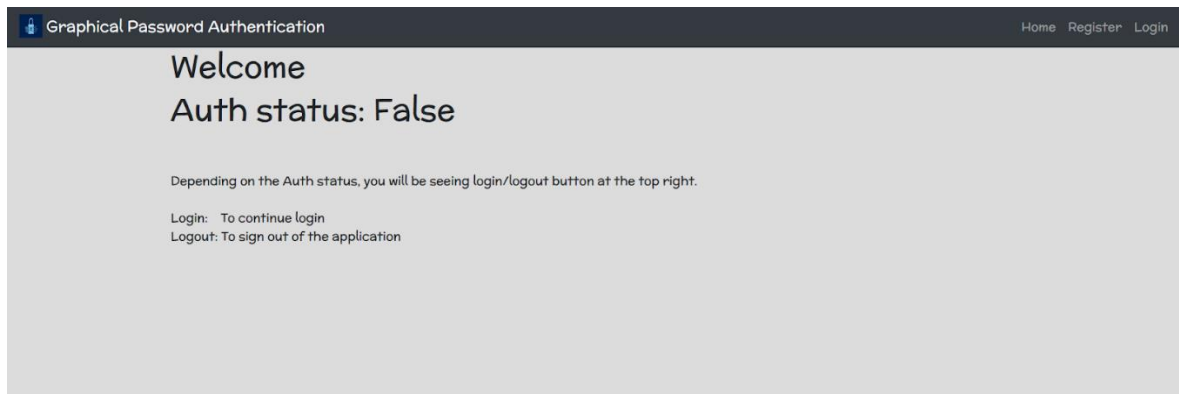 Graphical Password Authentication
Home Register Login
Welcome
Auth status: False
Depending on the Auth status, you will be seeing login/logout button at the top right.
Login: To continue login
Logout: To sign out of the application